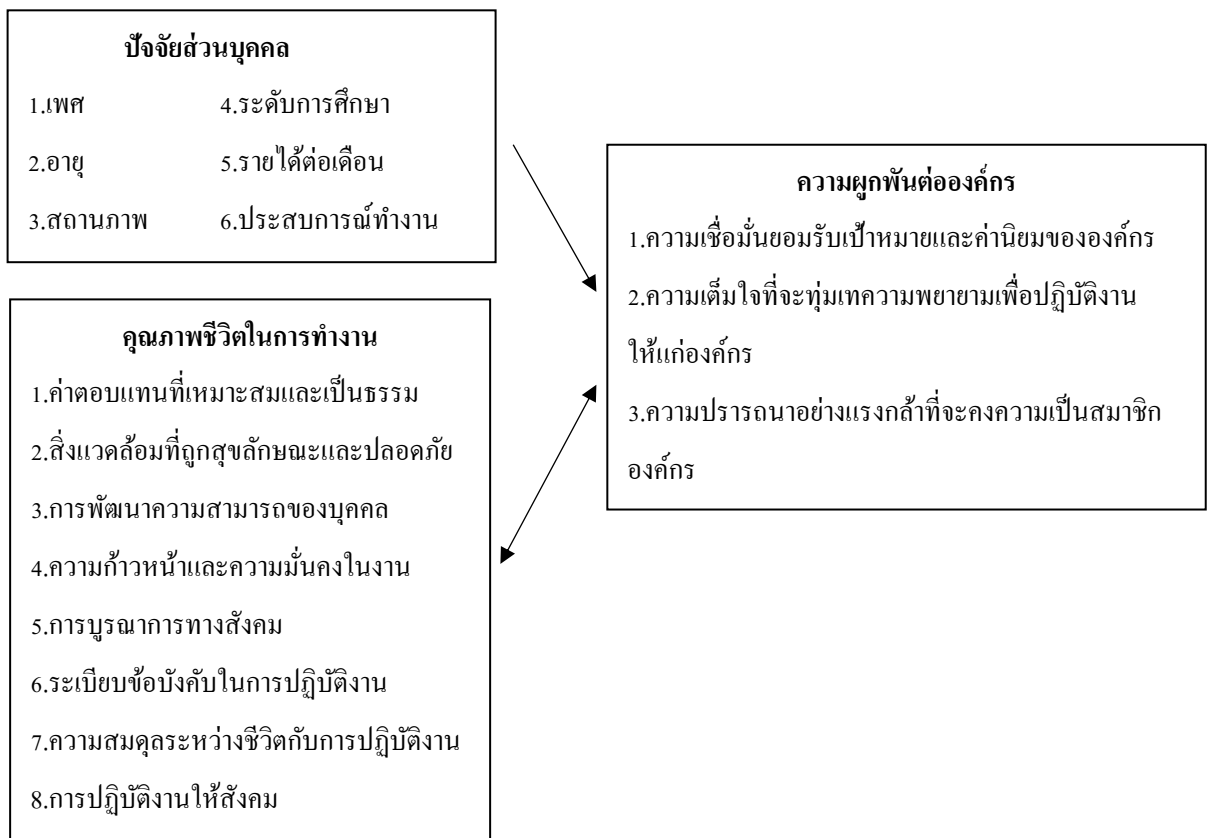 ปัจจัยส่วนบุคคล
1.เพศ 4.ระดับการศึกษา
2.อายุ 5.รายได้ต่อเดือน
3.สถานภาพ 6.ประสบการณ์ทำงาน
คุณภาพชีวิตในการทำงาน
1.ค่าตอบแทนที่เหมาะสมและเป็นธรรม
2.สิ่งแวดล้อมที่ถูกสุขลักษณะและปลอดภัย
3.การพัฒนาความสามารถของบุคคล
4.ความก้าวหน้าและความมั่นคงในงาน
5.การบูรณาการทางสังคม
6.ระเบียบข้อบังคับในการปฏิบัติงาน
7.ความสมดุลระหว่างชีวิตกับการปฏิบัติงาน
8.การปฏิบัติงานให้สังคม
ความผูกพันต่อองค์กร
1.ความเชื่อมั่นยอมรับเป้าหมายและค่านิยมขององค์กร
2.ความเต็มใจที่จะทุ่มเทความพยายามเพื่อปฏิบัติงาน
ให้แก่องค์กร
3.ความปรารถนาอย่างแรงกล้าที่จะคงความเป็นสมาชิก
องค์กร